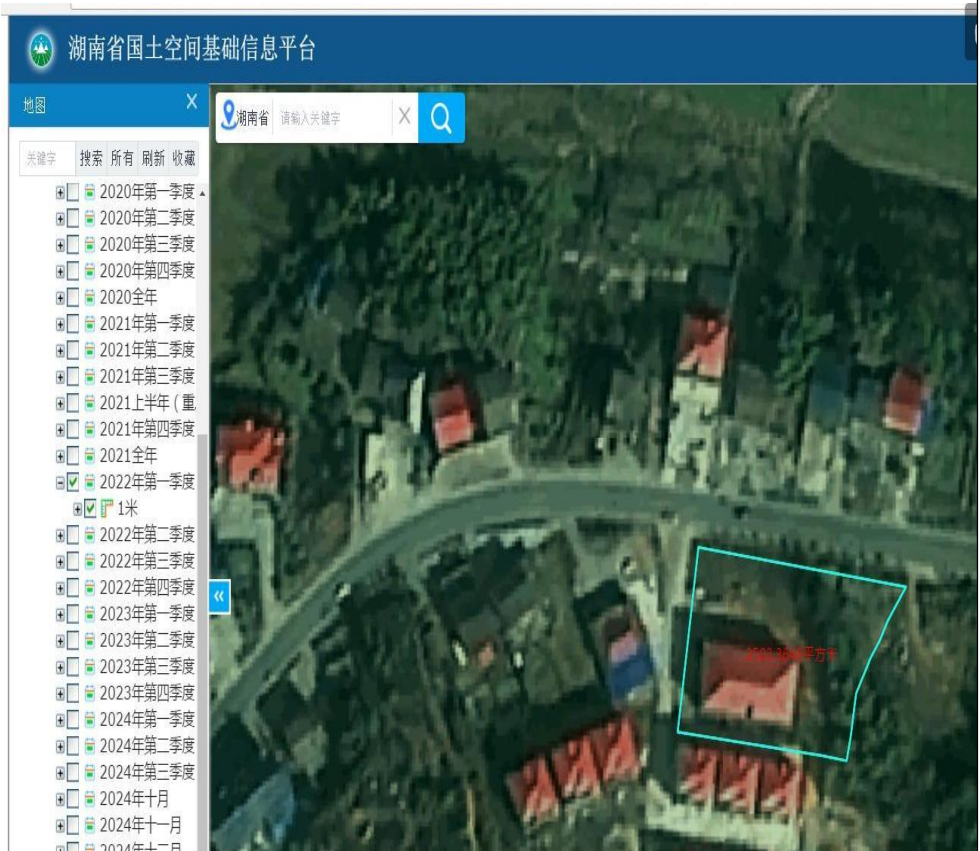 湖南省国土空间基础信息平台
地图
湖南省 请输入关键字
关键字 搜索 所有 刷新 收藏
2020年第一季度
2020年第二季度
2020年第三季度
2020年第四季度
2020全年
2021年第一季度
2021年第二季度
2021年第三季度
2021上半年(重
2021年第四季度
2021全年
2022年第一季度
1米
2022年第二季度
2022年第三季度
2022年第四季度
2023年第一季度
2023年第二季度
2023年第三季度
2023年第四季度
2024年第一季度
2024年第二季度
2024年第三季度
2024年十月
2024年十一月
2024年十二月
平方米